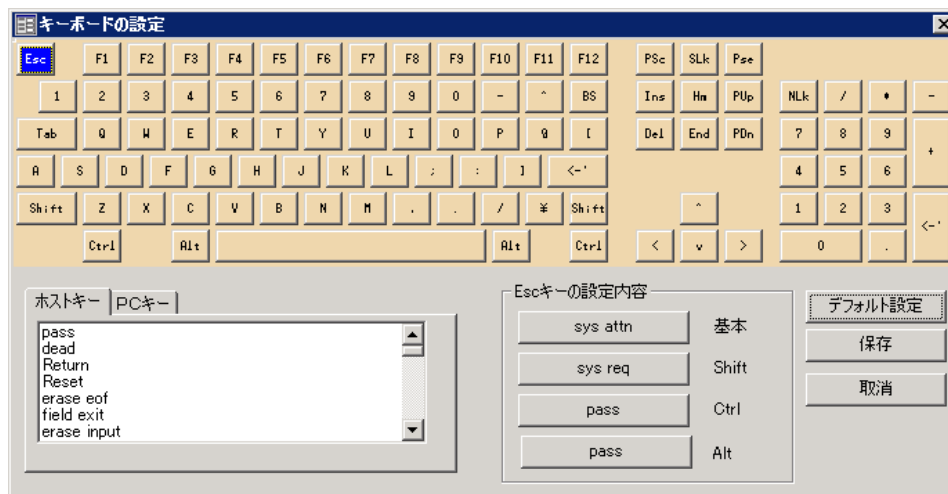 キーボードの設定
Esc F1 F2 F3 F4 F5 F6 F7 F8 F9 F10 F11 F12 PSc SLk Pse
1 2 3 4 5 6 7 8 9 0 - ^ BS Ins Hm PUp NLk / * -
Tab Q W E R T Y U I O P @ [ Del End PDn 7 8 9 +
A S D F G H J K L ; : ] <-' 4 5 6
Shift Z X C V B N M , . / ¥ Shift ^ 1 2 3 <-'
Ctrl Alt Alt Ctrl < v > 0 .
ホストキー PCキー
pass
dead
Return
Reset
erase eof
field exit
erase input
Escキーの設定内容
sys attn 基本
sys req Shift
pass Ctrl
pass Alt
デフォルト設定
保存
取消